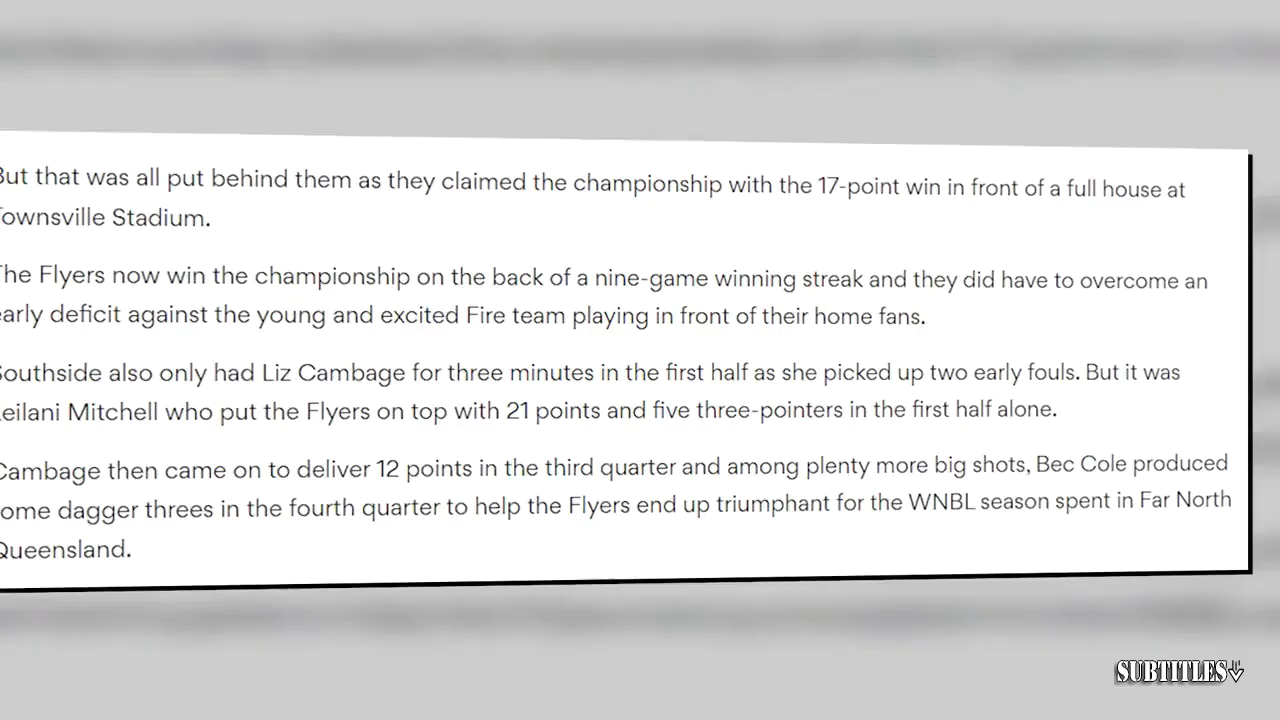 But that was all put behind them as they claimed the championship with the 17-point win in front of a full house at
Townsville Stadium.
The Flyers now win the championship on the back of a nine-game winning streak and they did have to overcome an
early deficit against the young and excited Fire team playing in front of their home fans.
Southside also only had Liz Cambage for three minutes in the first half as she picked up two early fouls. But it was
Leilani Mitchell who put the Flyers on top with 21 points and five three-pointers in the first half alone.
Cambage then came on to deliver 12 points in the third quarter and among plenty more big shots, Bec Cole produced
some dagger threes in the fourth quarter to help the Flyers end up triumphant for the WNBL season spent in Far North
Queensland.
SUBTITLES